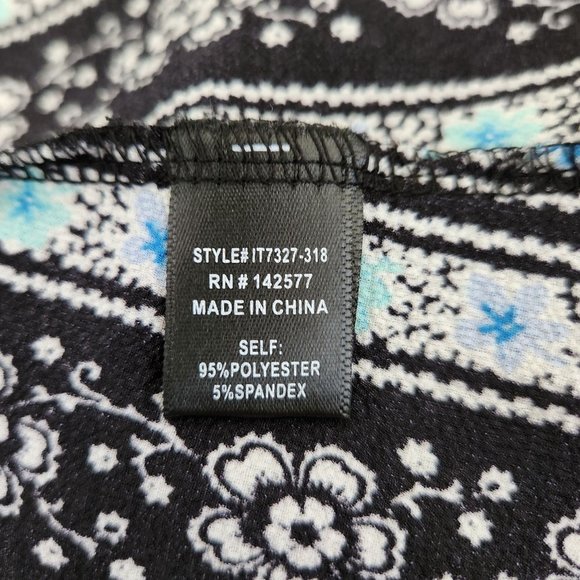 STYLE# IT7327-318
RN # 142577
MADE IN CHINA
SELF:
95%POLYESTER
5%SPANDEX